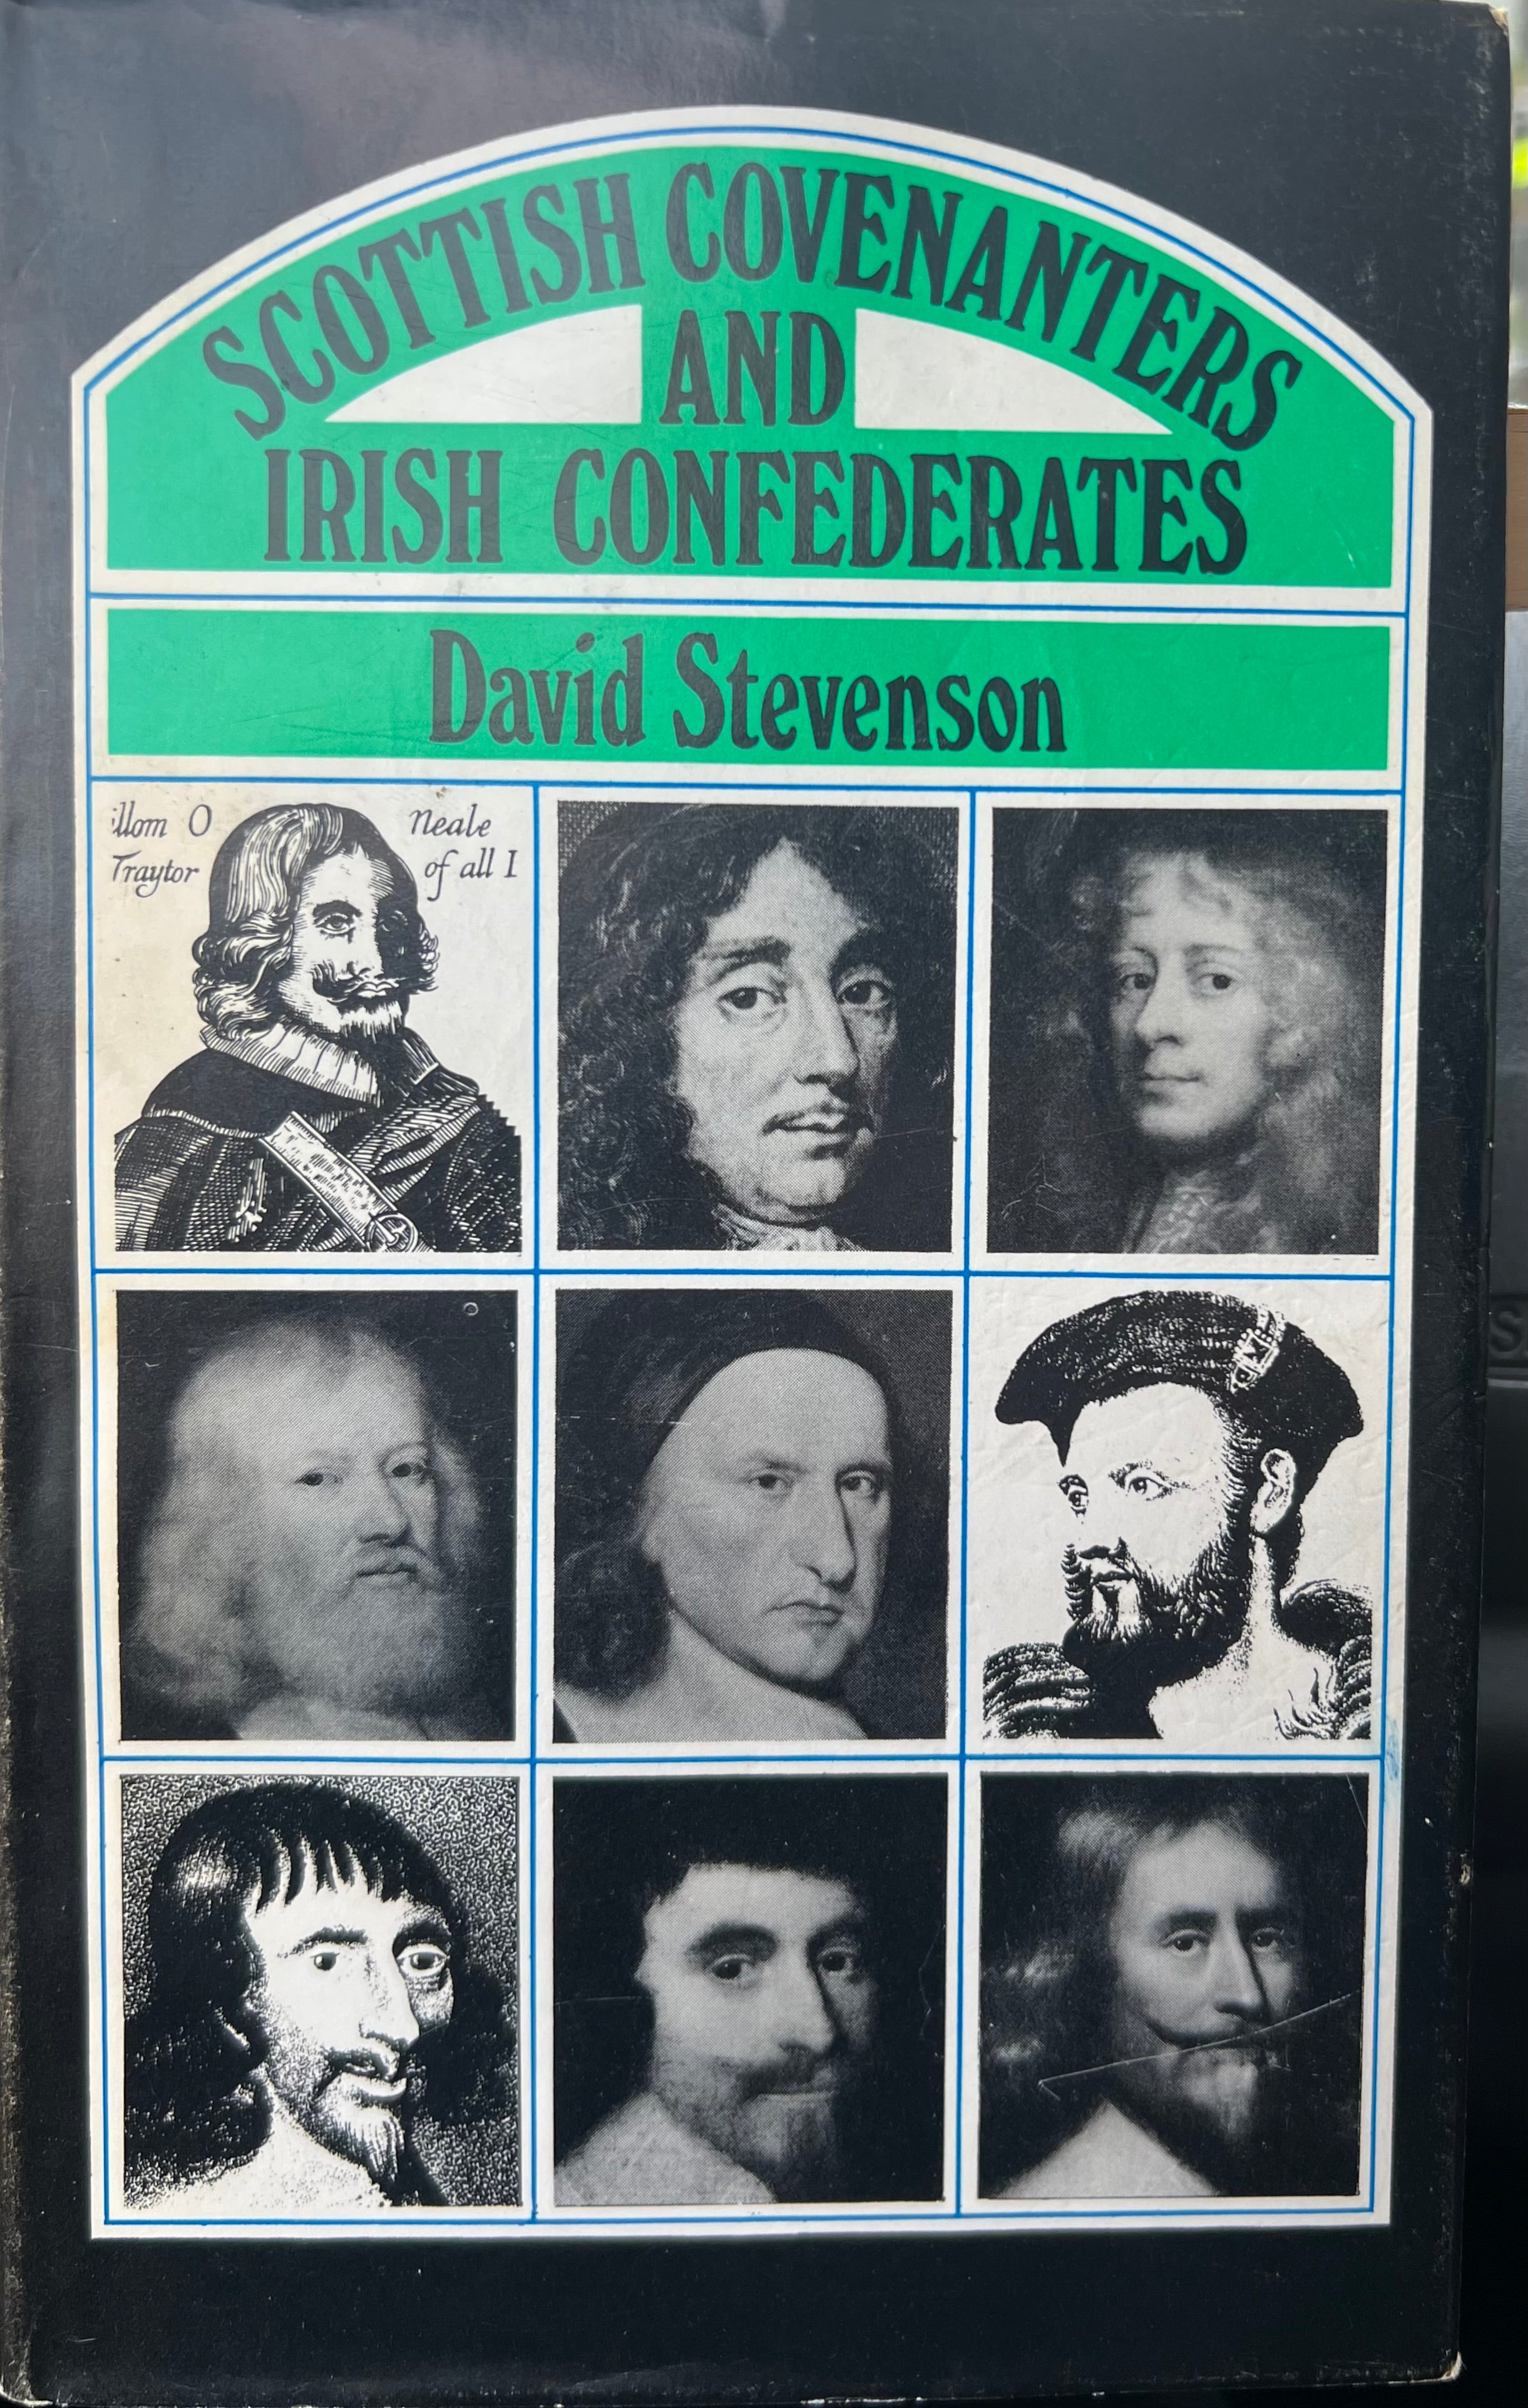 SCOTTISH COVENANTERS
AND
IRISH CONFEDERATES
David Stevenson
illom O Neale
Traytor of all I